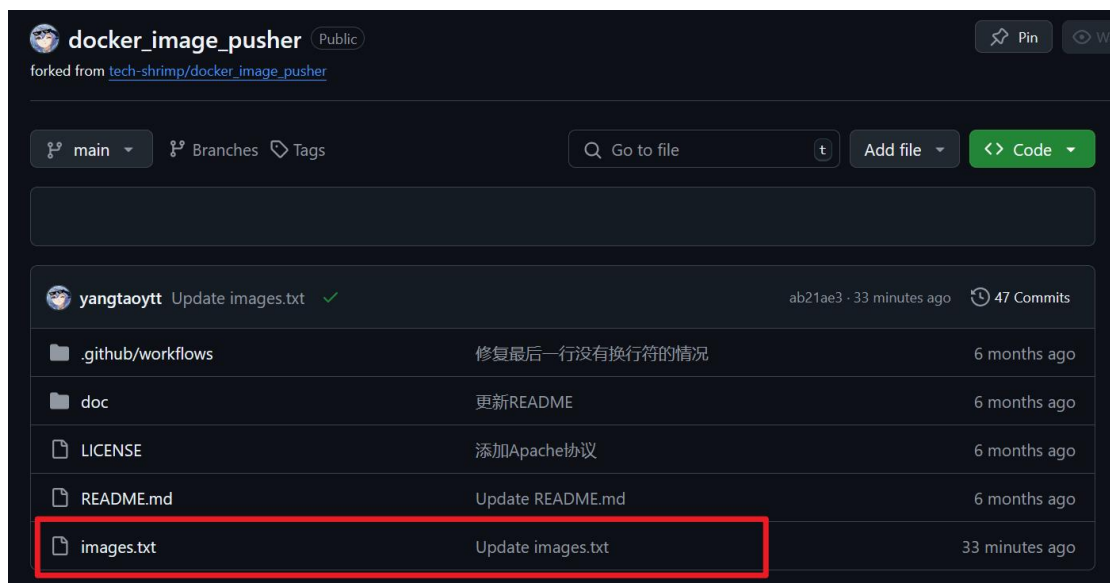 docker_image_pusher Public
Pin
W
forked from tech-shrimp/docker_image_pusher
main
Branches
Tags
Go to file
t
Add file
Code
yangtaoytt Update images.txt
ab21ae3 · 33 minutes ago
47 Commits
.github/workflows 修复最后一行没有换行符的情况 6 months ago
doc 更新README 6 months ago
LICENSE 添加Apache协议 6 months ago
README.md Update README.md 6 months ago
images.txt Update images.txt 33 minutes ago